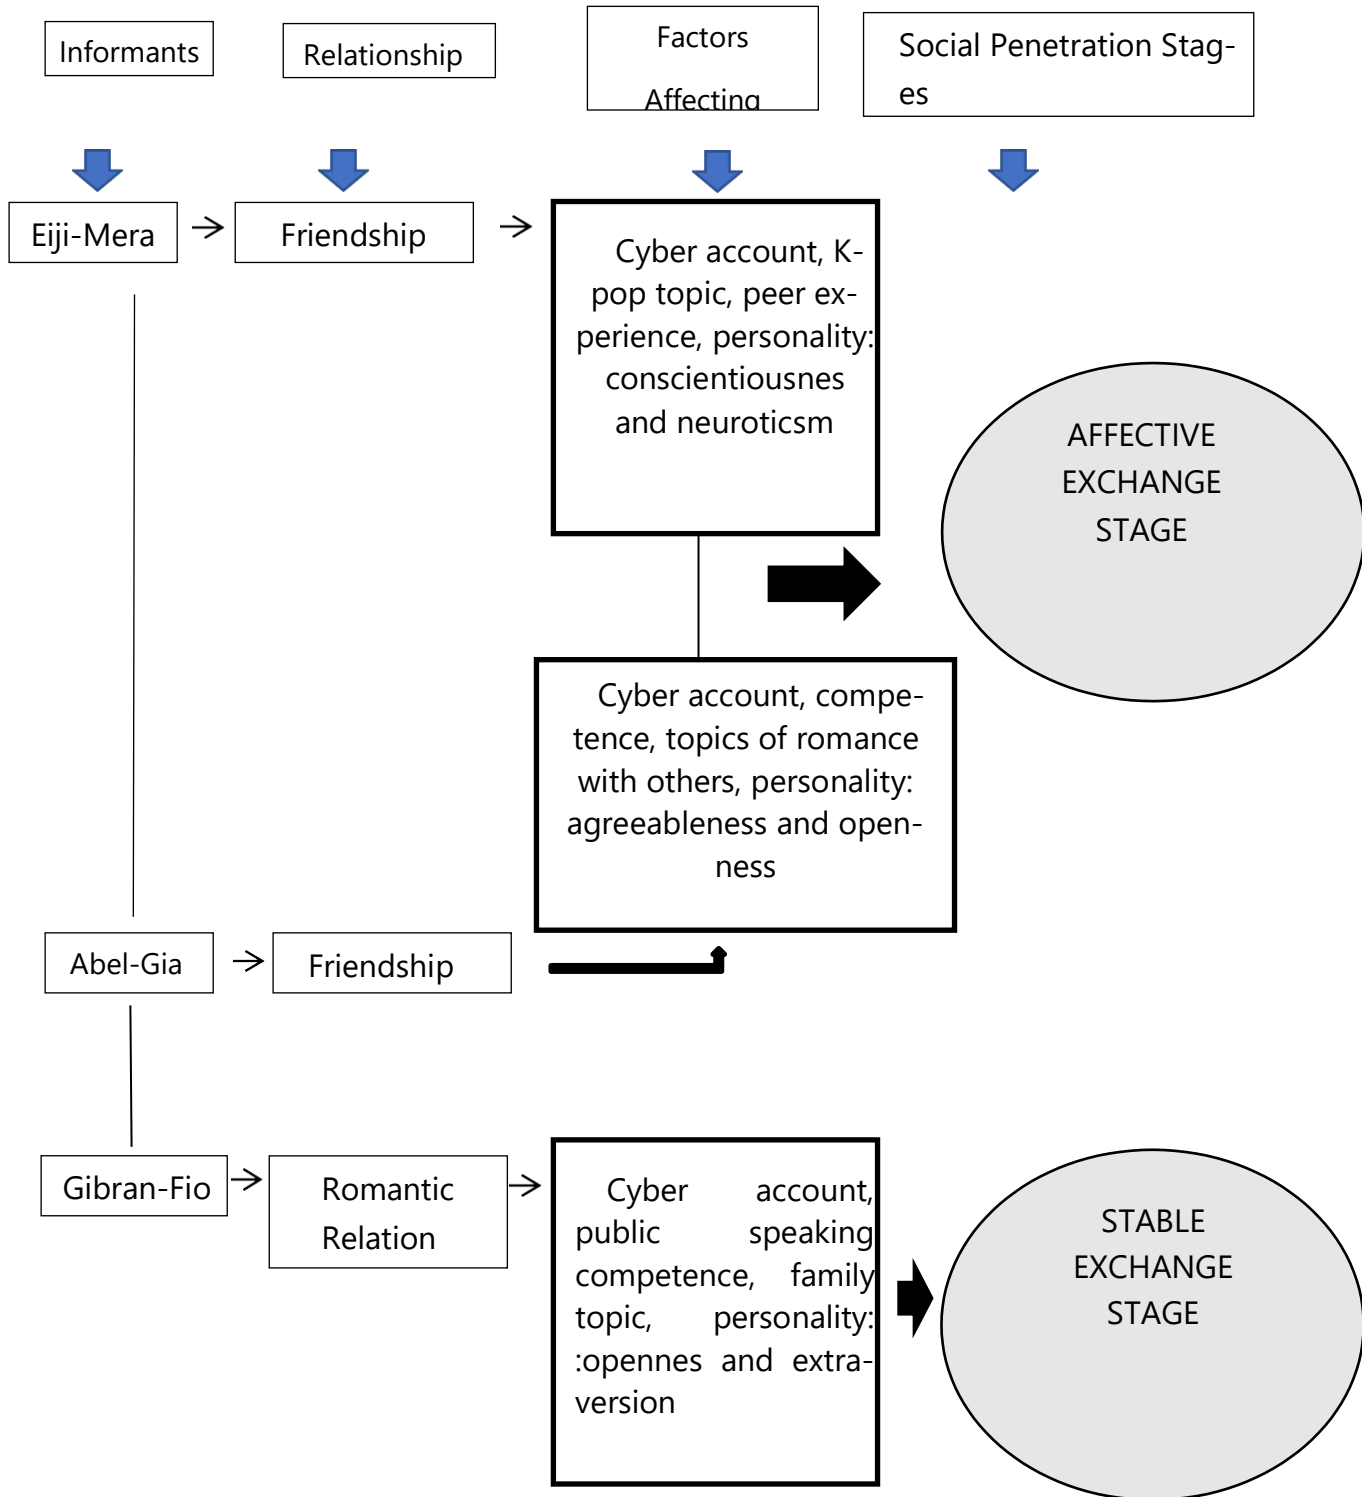 Informants
Relationship
Factors
Affecting
Social Penetration Stag-
es
Eiji-Mera
Friendship
Cyber account, K-
pop topic, peer ex-
perience, personality:
conscientiousnes
and neuroticsm
AFFECTIVE
EXCHANGE
STAGE
Cyber account, compe-
tence, topics of romance
with others, personality:
agreeableness and open-
ness
Abel-Gia
Friendship
Gibran-Fio
Romantic
Relation
Cyber account,
public speaking
competence, family
topic, personality:
:opennes and extra-
version
STABLE
EXCHANGE
STAGE